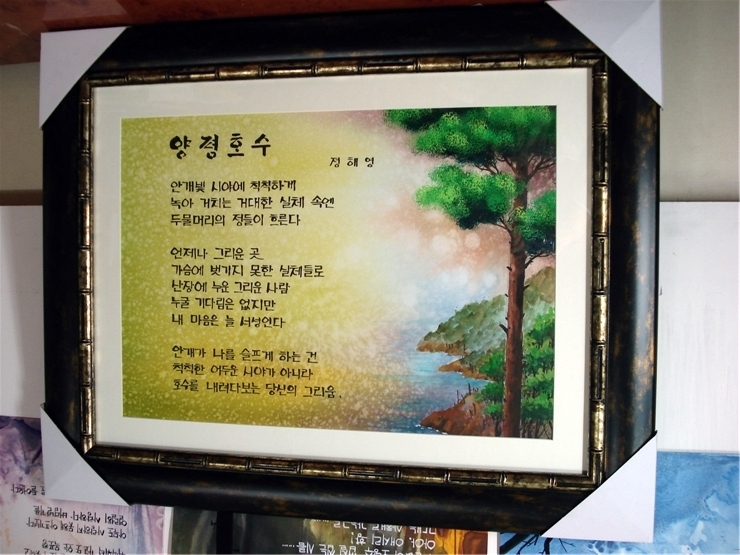 양평호수
정해영
안개빛 시야에 칙칙하게
녹아 거치는 거대한 실체 속엔
두물머리의 정들이 흐른다
언제나 그리운 곳
가슴에 벗기지 못한 실체들로
난장에 누운 그리운 사람
누굴 기다림은 없지만
내 마음은 늘 서성인다
안개가 나를 슬프게 하는 건
칙칙한 어두운 시야가 아니라
호수를 내려다보는 당신의 그리움.